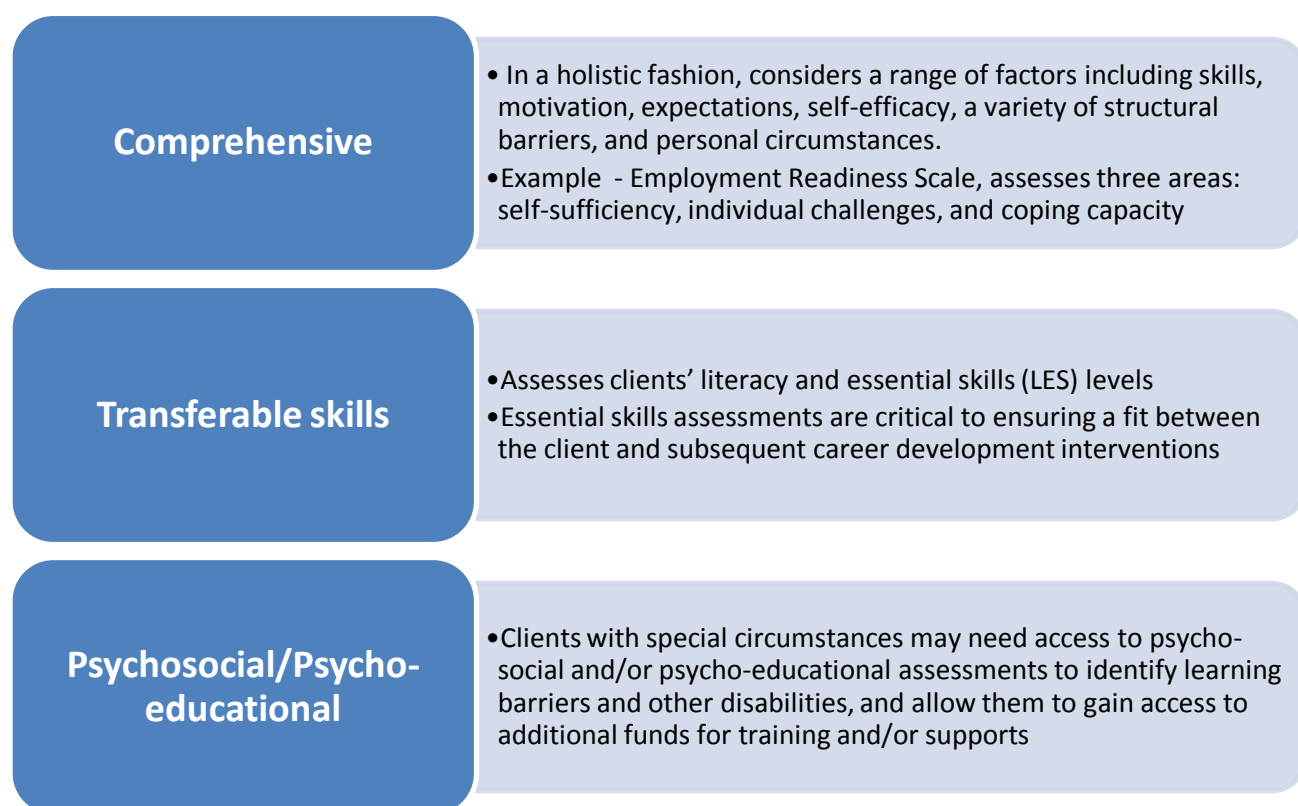 Comprehensive
• In a holistic fashion, considers a range of factors including skills,
motivation, expectations, self-efficacy, a variety of structural
barriers, and personal circumstances.
•Example - Employment Readiness Scale, assesses three areas:
self-sufficiency, individual challenges, and coping capacity
Transferable skills
•Assesses clients’ literacy and essential skills (LES) levels
•Essential skills assessments are critical to ensuring a fit between
the client and subsequent career development interventions
Psychosocial/Psycho-
educational
•Clients with special circumstances may need access to psycho-
social and/or psycho-educational assessments to identify learning
barriers and other disabilities, and allow them to gain access to
additional funds for training and/or supports